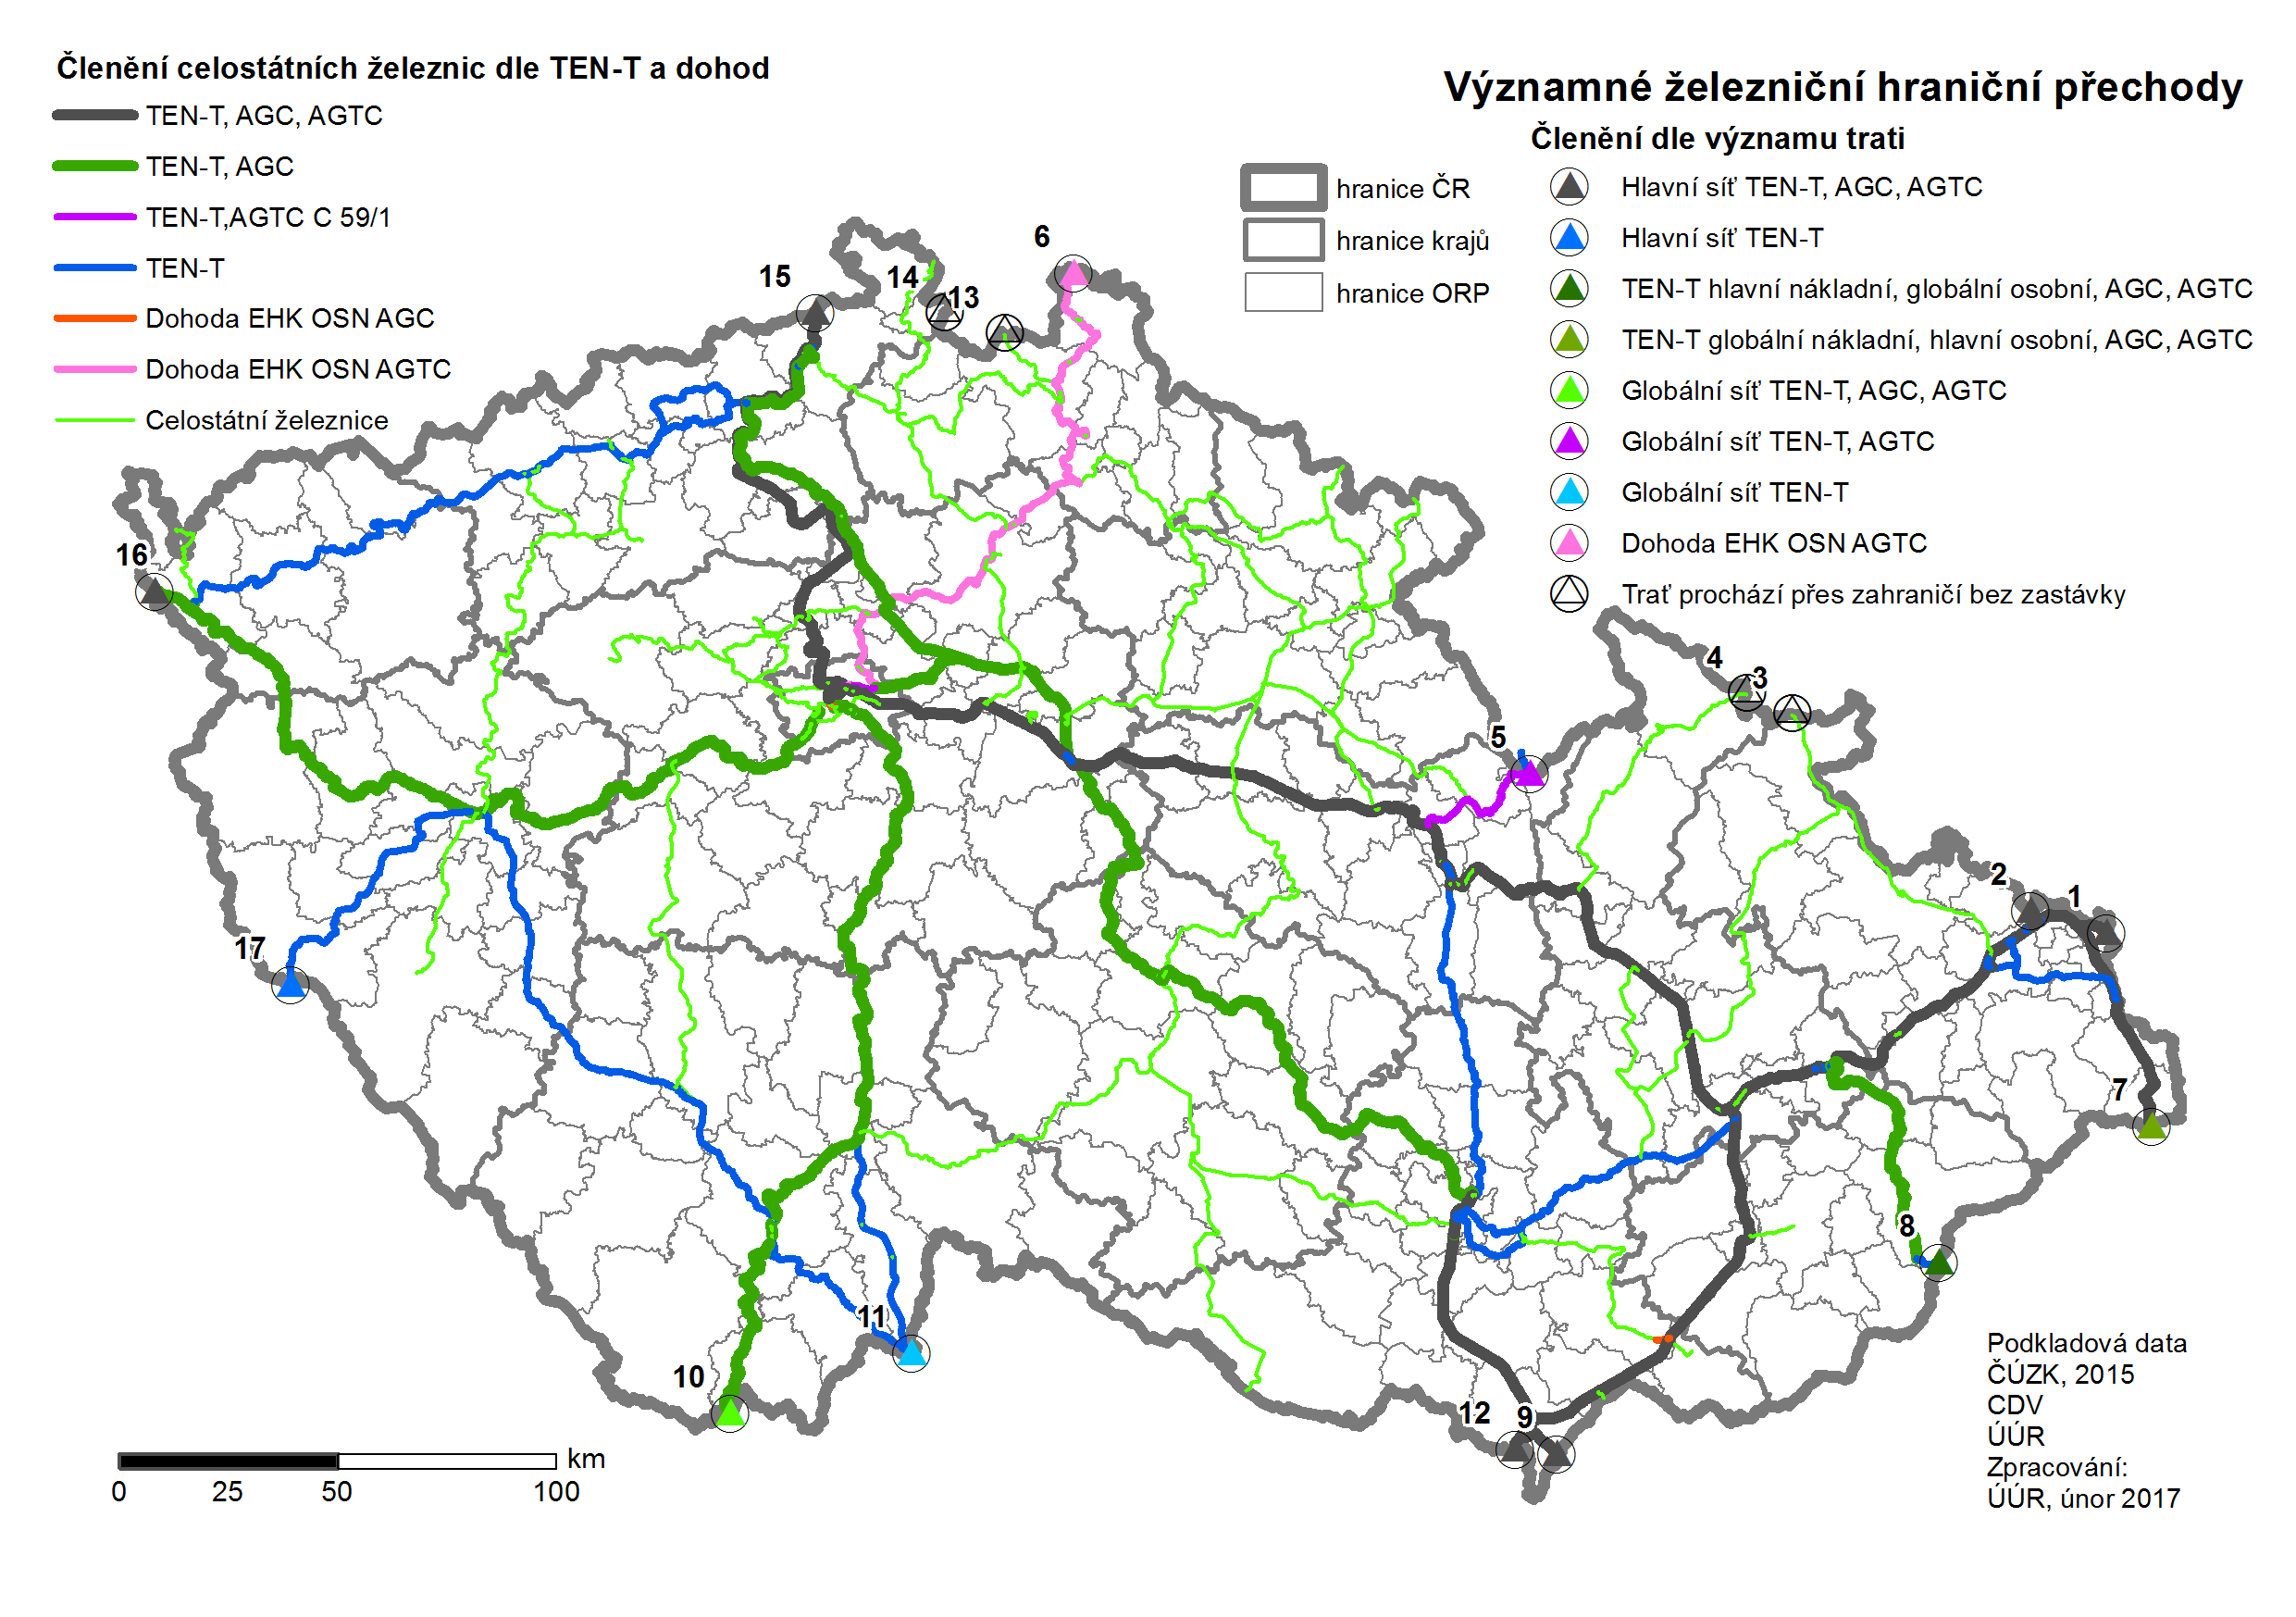 Členění celostátních železnic dle TEN-T a dohod
TEN-T, AGC, AGTC
TEN-T, AGC
TEN-T,AGTC C 59/1
TEN-T
Dohoda EHK OSN AGC
Dohoda EHK OSN AGTC
Celostátní železnice
Významné železniční hraniční přechody
Členění dle významu trati
hranice ČR
hranice krajů
hranice ORP
Hlavní síť TEN-T, AGC, AGTC
Hlavní síť TEN-T
TEN-T hlavní nákladní, globální osobní, AGC, AGTC
TEN-T globální nákladní, hlavní osobní, AGC, AGTC
Globální síť TEN-T, AGC, AGTC
Globální síť TEN-T, AGTC
Globální síť TEN-T
Dohoda EHK OSN AGTC
Trať prochází přes zahraničí bez zastávky
6
15
14
13
16
4
3
5
2
1
17
7
8
11
10
12
9
km
0
25
50
100
Podkladová data
ČÚZK, 2015
CDV
ÚÚR
Zpracování:
ÚÚR, únor 2017